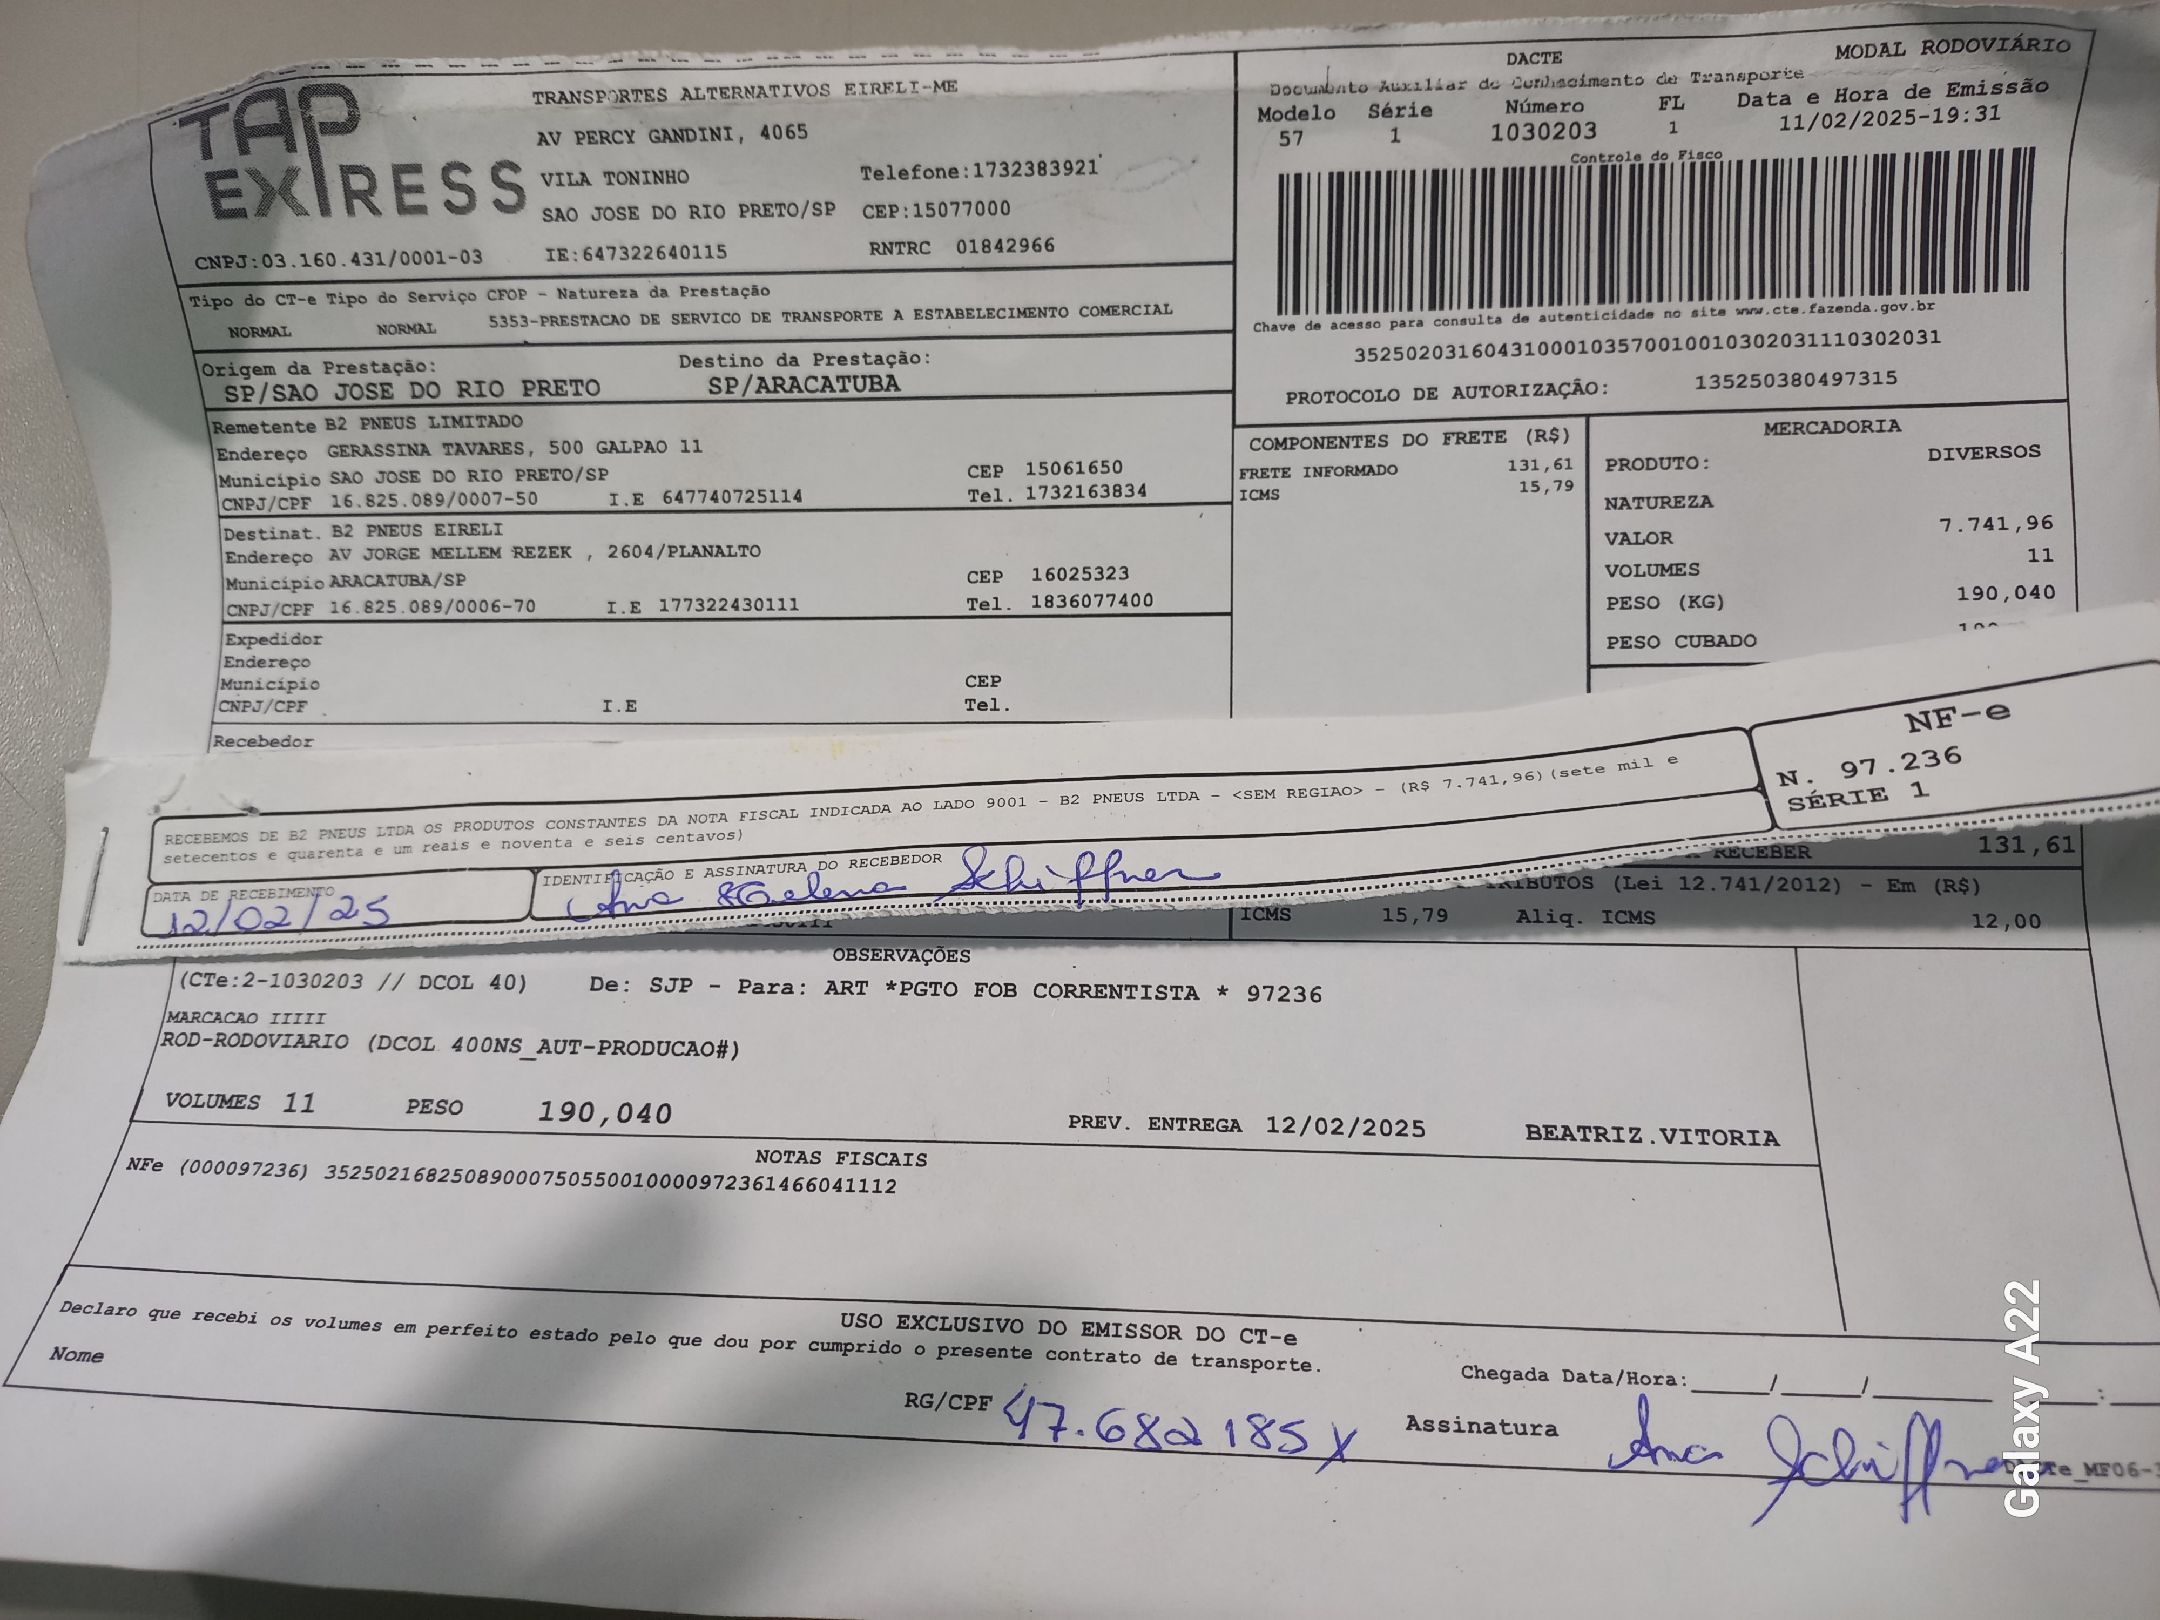 TAP EXPRESS
TRANSPORTES ALTERNATIVOS EIRELI-ME
AV PERCY GANDINI, 4065
VILA TONINHO Telefone:1732383921
SAO JOSE DO RIO PRETO/SP CEP:15077000
CNPJ:03.160.431/0001-03 IE:647322640115 RNTRC 01842966
DACTE MODAL RODOVIÁRIO
Documento Auxiliar do Conhecimento de Transporte
Modelo Série Número FL Data e Hora de Emissão
57 1 1030203 1 11/02/2025-19:31
Controle do Fisco
Chave de acesso para consulta de autenticidade no site www.cte.fazenda.gov.br
35250203160431000103570010010302031110302031
PROTOCOLO DE AUTORIZAÇÃO: 135250380497315
Tipo do CT-e Tipo do Serviço CFOP - Natureza da Prestação
NORMAL NORMAL 5353-PRESTACAO DE SERVICO DE TRANSPORTE A ESTABELECIMENTO COMERCIAL
Origem da Prestação: Destino da Prestação:
SP/SAO JOSE DO RIO PRETO SP/ARACATUBA
Remetente B2 PNEUS LIMITADO
Endereço GERASSINA TAVARES, 500 GALPAO 11
Município SAO JOSE DO RIO PRETO/SP CEP 15061650
CNPJ/CPF 16.825.089/0007-50 I.E 647740725114 Tel. 1732163834
Destinat. B2 PNEUS EIRELI
Endereço AV JORGE MELLEM REZEK , 2604/PLANALTO
Município ARACATUBA/SP CEP 16025323
CNPJ/CPF 16.825.089/0006-70 I.E 177322430111 Tel. 1836077400
Expedidor
Endereço
Município CEP
CNPJ/CPF I.E Tel.
Recebedor
COMPONENTES DO FRETE (R$)
FRETE INFORMADO 131,61
ICMS 15,79
MERCADORIA
PRODUTO: DIVERSOS
NATUREZA
VALOR 7.741,96
VOLUMES 11
PESO (KG) 190,040
PESO CUBADO
RECEBEMOS DE B2 PNEUS LTDA OS PRODUTOS CONSTANTES DA NOTA FISCAL INDICADA AO LADO 9001 - B2 PNEUS LTDA - <SEM REGIAO> - (R$ 7.741,96)(sete mil e
setecentos e quarenta e um reais e noventa e seis centavos)
NF-e
N. 97.236
SÉRIE 1
DATA DE RECEBIMENTO
12/02/25
IDENTIFICAÇÃO E ASSINATURA DO RECEBEDOR
Ana Helena Schiffner
RECEBER 131,61
(Lei 12.741/2012) - Em (R$)
ICMS 15,79 Aliq. ICMS 12,00
OBSERVAÇÕES
(CTe:2-1030203 // DCOL 40) De: SJP - Para: ART *PGTO FOB CORRENTISTA * 97236
MARCACAO IIIII
ROD-RODOVIARIO (DCOL 400NS_AUT-PRODUCAO#)
VOLUMES 11 PESO 190,040 PREV. ENTREGA 12/02/2025 BEATRIZ.VITORIA
NOTAS FISCAIS
NFe (000097236) 35250216825089000750550010000972361466041112
USO EXCLUSIVO DO EMISSOR DO CT-e
Declaro que recebi os volumes em perfeito estado pelo que dou por cumprido o presente contrato de transporte.
Nome Chegada Data/Hora:_____/_____/_______ :
RG/CPF 47.682185X Assinatura Ana Schiffner
Galaxy A22